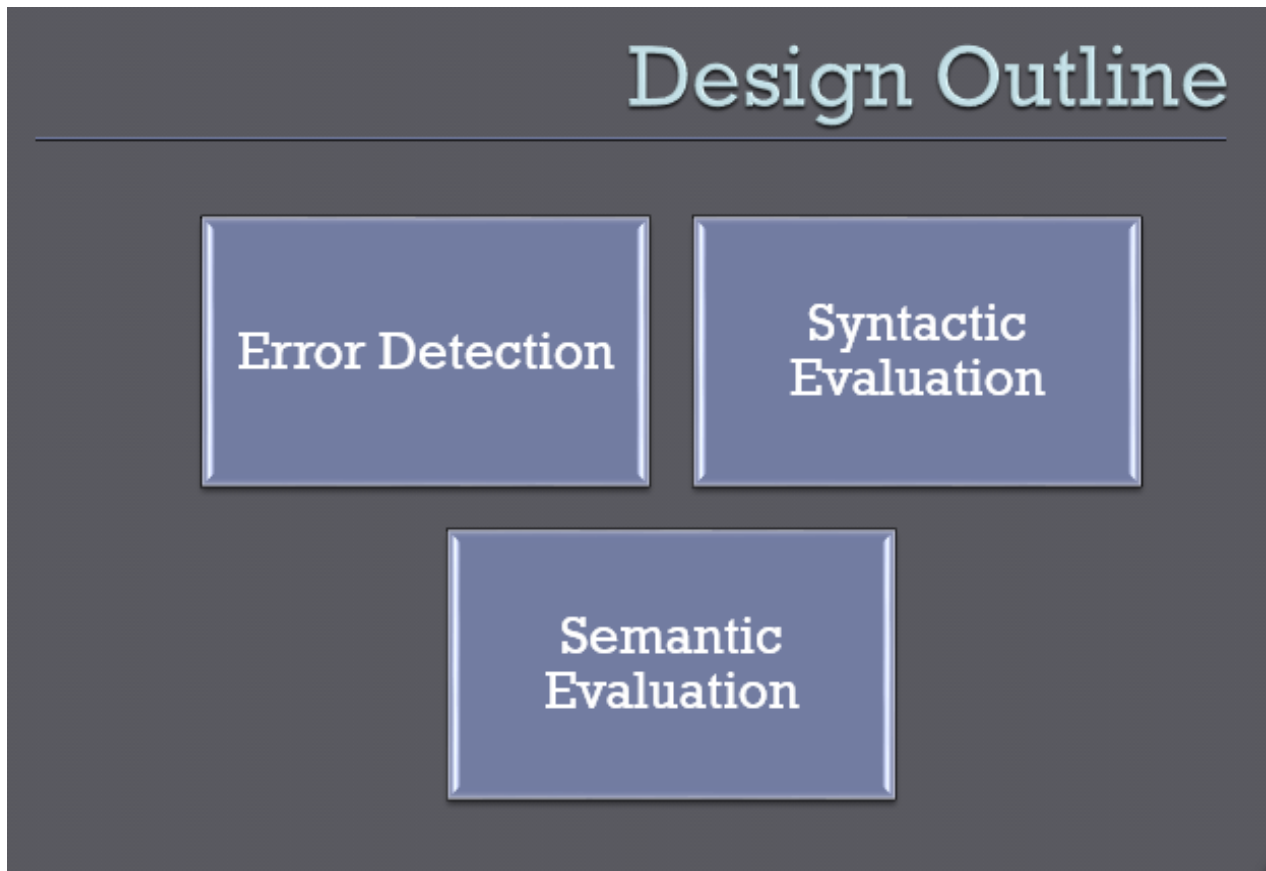 Design Outline
Error Detection
Syntactic
Evaluation
Semantic
Evaluation